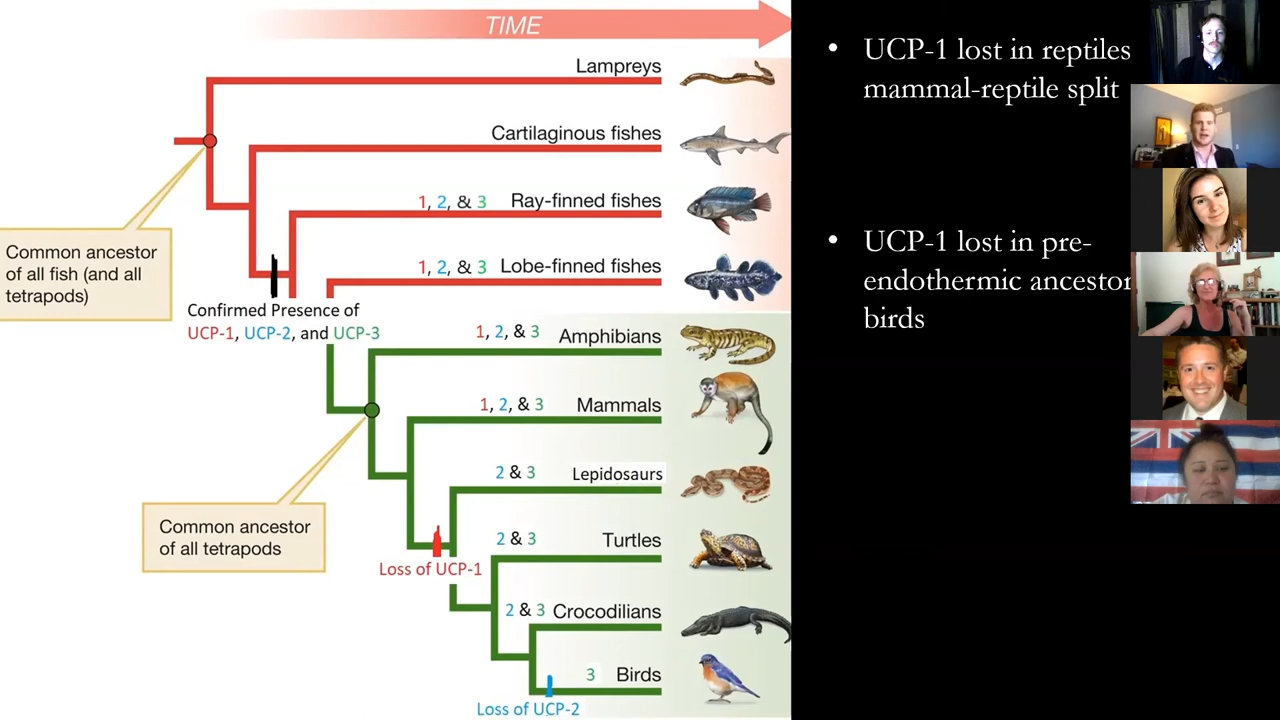 TIME
Lampreys
Cartilaginous fishes
1, 2, & 3 Ray-finned fishes
1, 2, & 3 Lobe-finned fishes
Common ancestor
of all fish (and all
tetrapods)
Confirmed Presence of
UCP-1, UCP-2, and UCP-3
1, 2, & 3 Amphibians
1, 2, & 3 Mammals
2 & 3 Lepidosaurs
Common ancestor
of all tetrapods
2 & 3 Turtles
Loss of UCP-1
2 & 3 Crocodilians
3 Birds
Loss of UCP-2
• UCP-1 lost in reptiles
mammal-reptile split
• UCP-1 lost in pre-
endothermic ancestor
birds